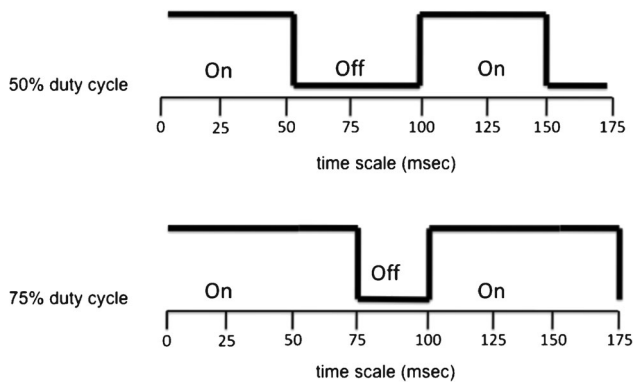 On Off On
50% duty cycle
0 25 50 75 100 125 150 175
time scale (msec)
Off
On On
75% duty cycle
0 25 50 75 100 125 150 175
time scale (msec)